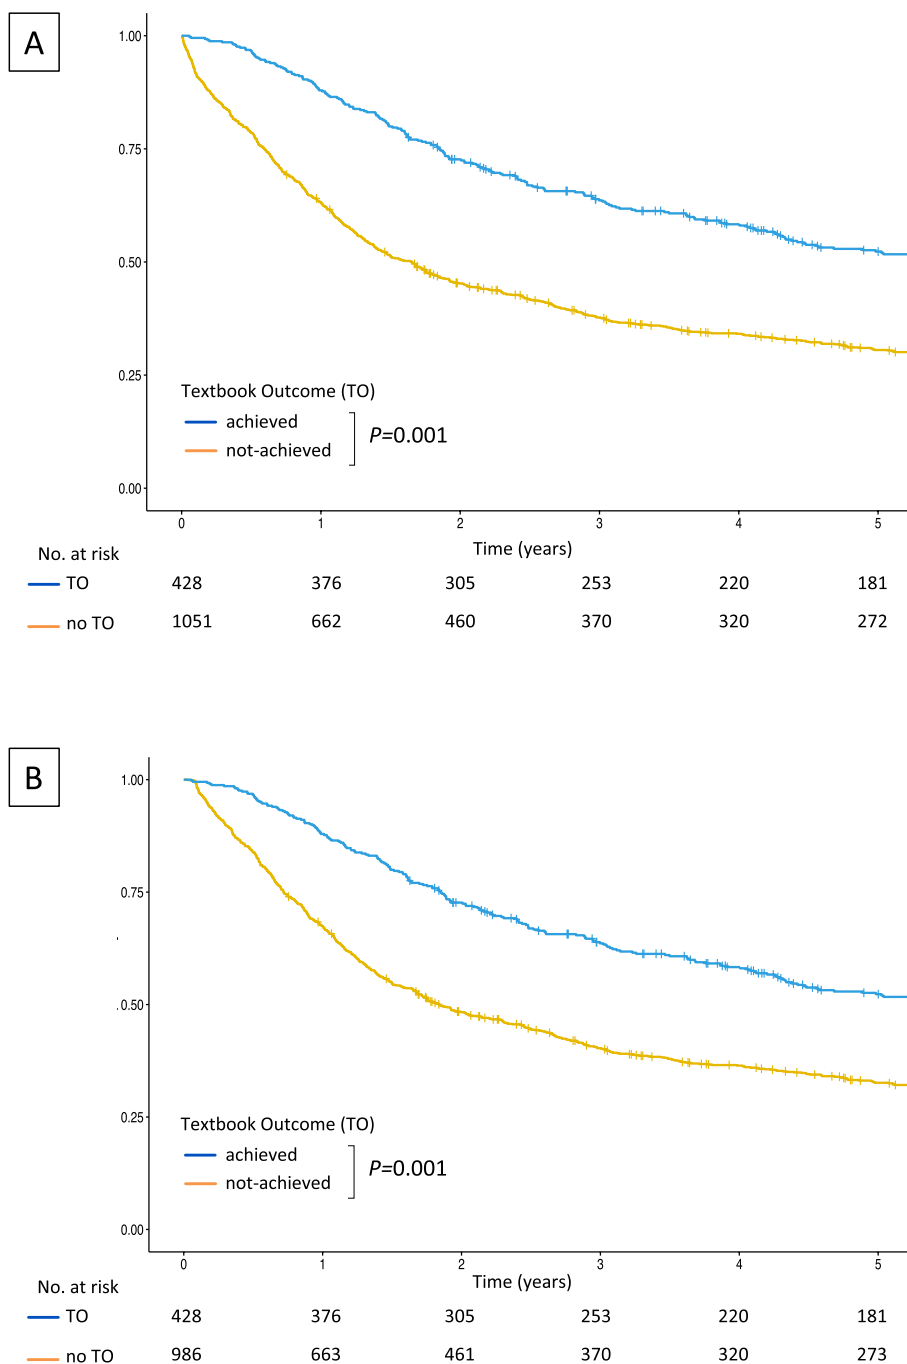 A
1.00
0.75
0.50
0.25
0.00
Textbook Outcome (TO)
achieved
not-achieved
P=0.001
0 1 2 3 4 5
Time (years)
No. at risk
TO 428 376 305 253 220 181
no TO 1051 662 460 370 320 272
B
1.00
0.75
.0.50
0.25
0.00
Textbook Outcome (TO)
achieved
not-achieved
P=0.001
0 1 2 3 4 5
Time (years)
No. at risk
TO 428 376 305 253 220 181
no TO 986 663 461 370 320 273